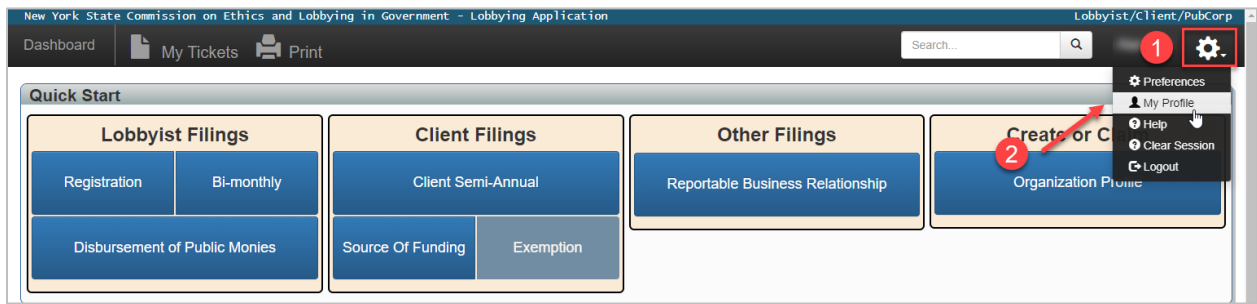 New York State Commission on Ethics and Lobbying in Government - Lobbying Application
Lobbyist/Client/PubCorp
Dashboard
My Tickets
Print
Search...
1
Preferences
My Profile
Help
Clear Session
Logout
2
Quick Start
Lobbyist Filings
Registration
Bi-monthly
Disbursement of Public Monies
Client Filings
Client Semi-Annual
Source Of Funding
Exemption
Other Filings
Reportable Business Relationship
Create or
Organization